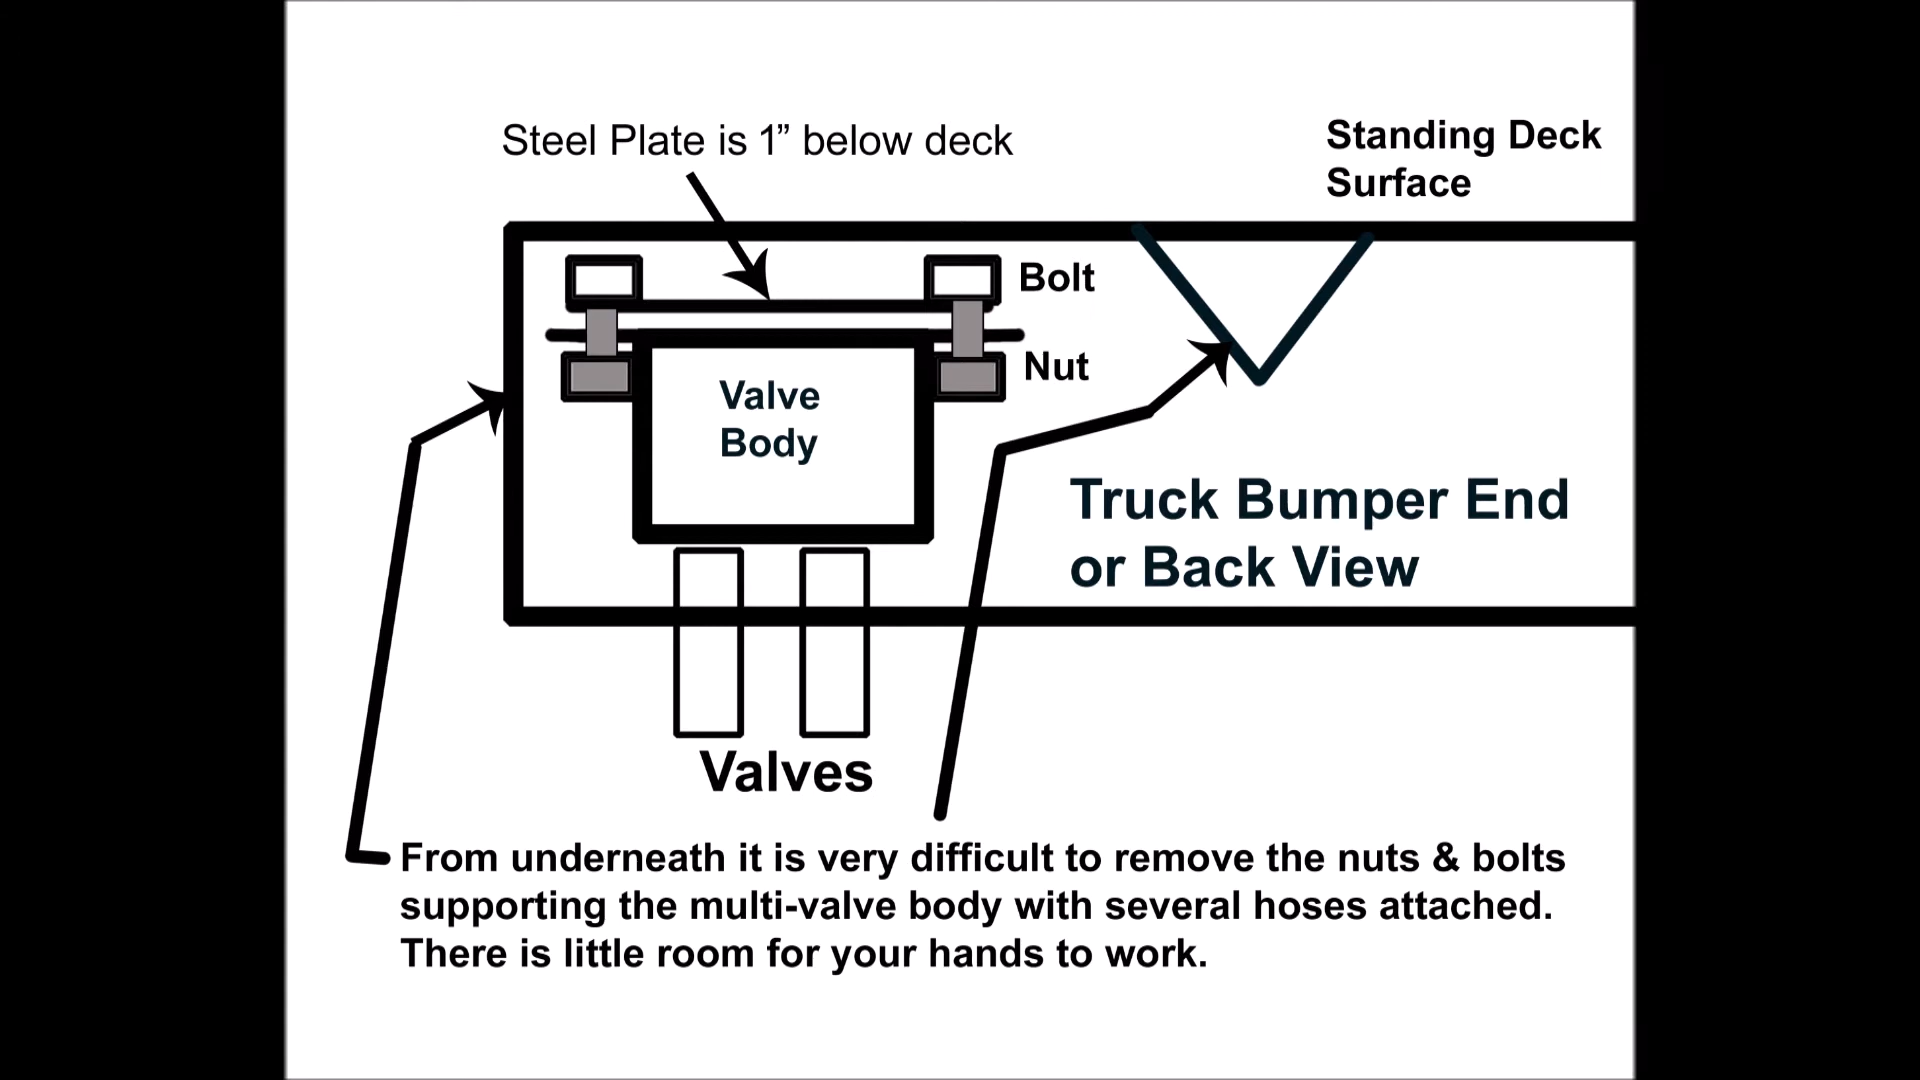 Steel Plate is 1” below deck
Standing Deck
Surface
Bolt
Nut
Valve
Body
Truck Bumper End
or Back View
Valves
From underneath it is very difficult to remove the nuts & bolts
supporting the multi-valve body with several hoses attached.
There is little room for your hands to work.